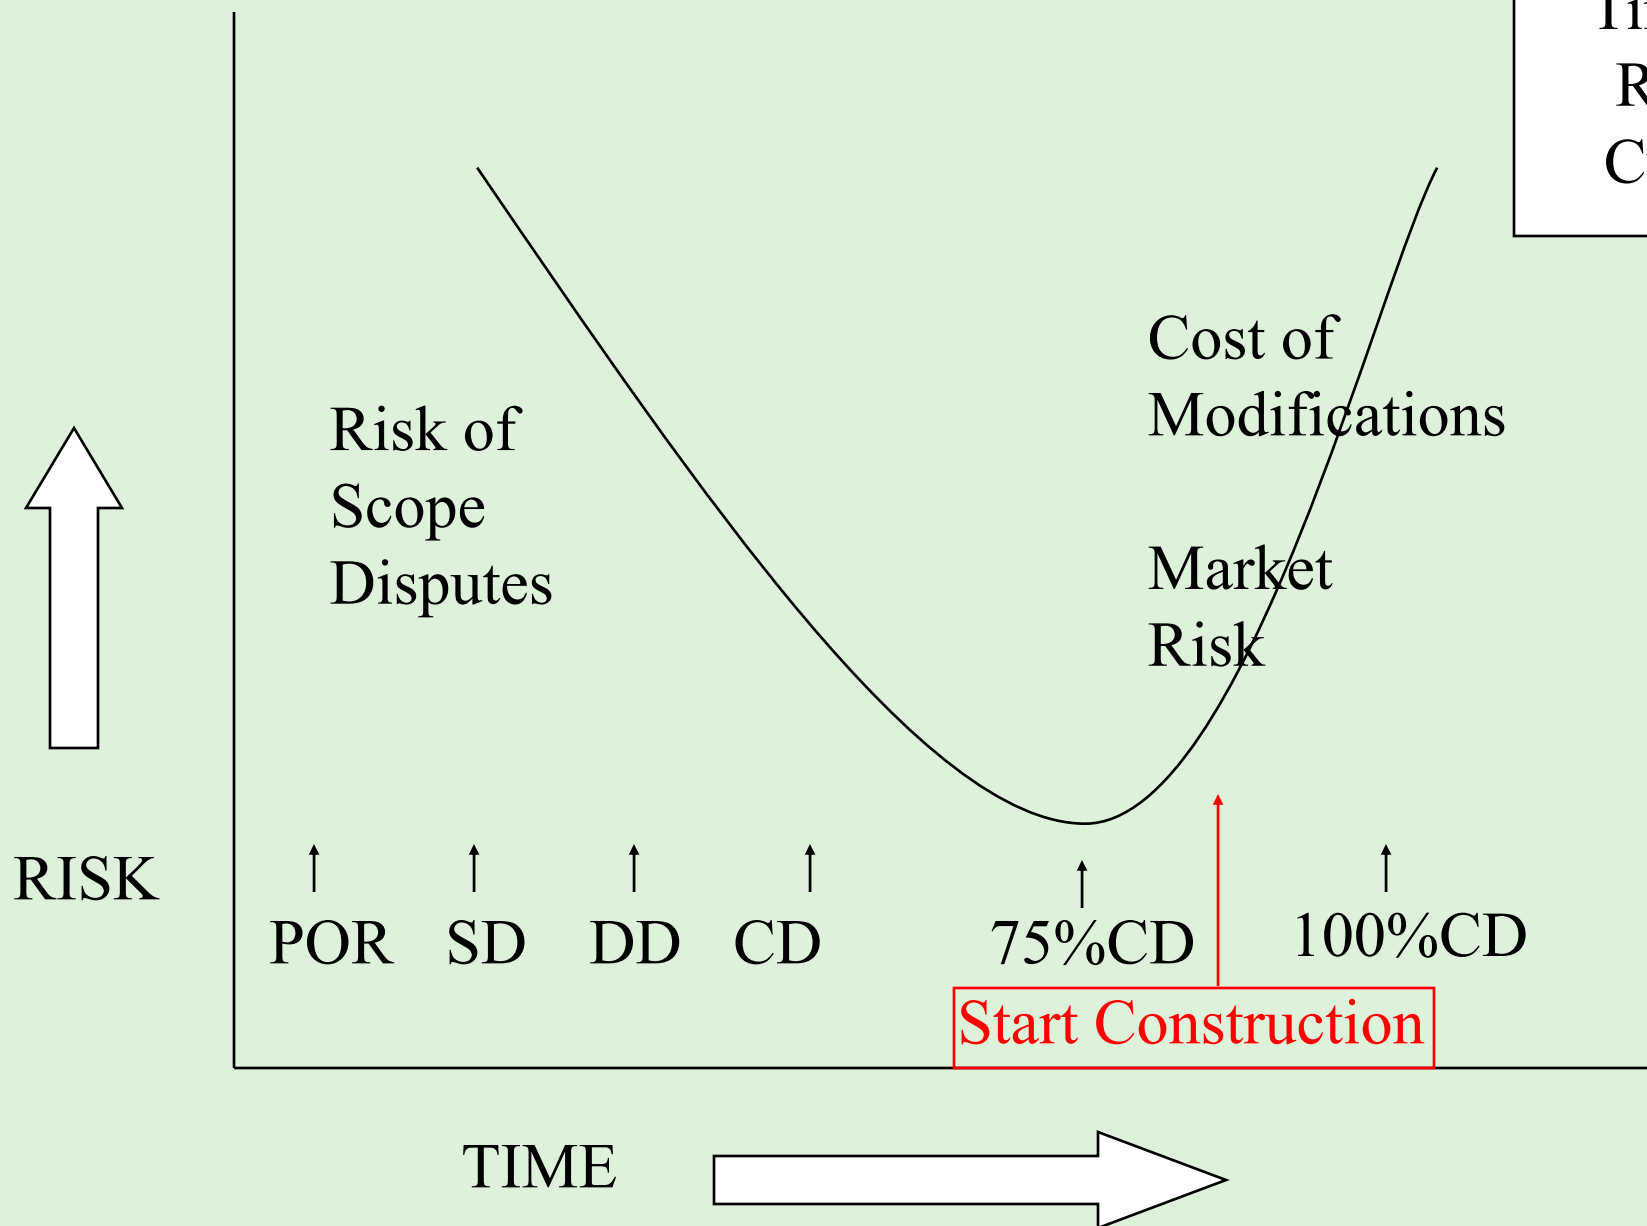 Risk of
Scope
Disputes
Cost of
Modifications
Market
Risk
RISK
POR SD DD CD 75%CD 100%CD
Start Construction
TIME